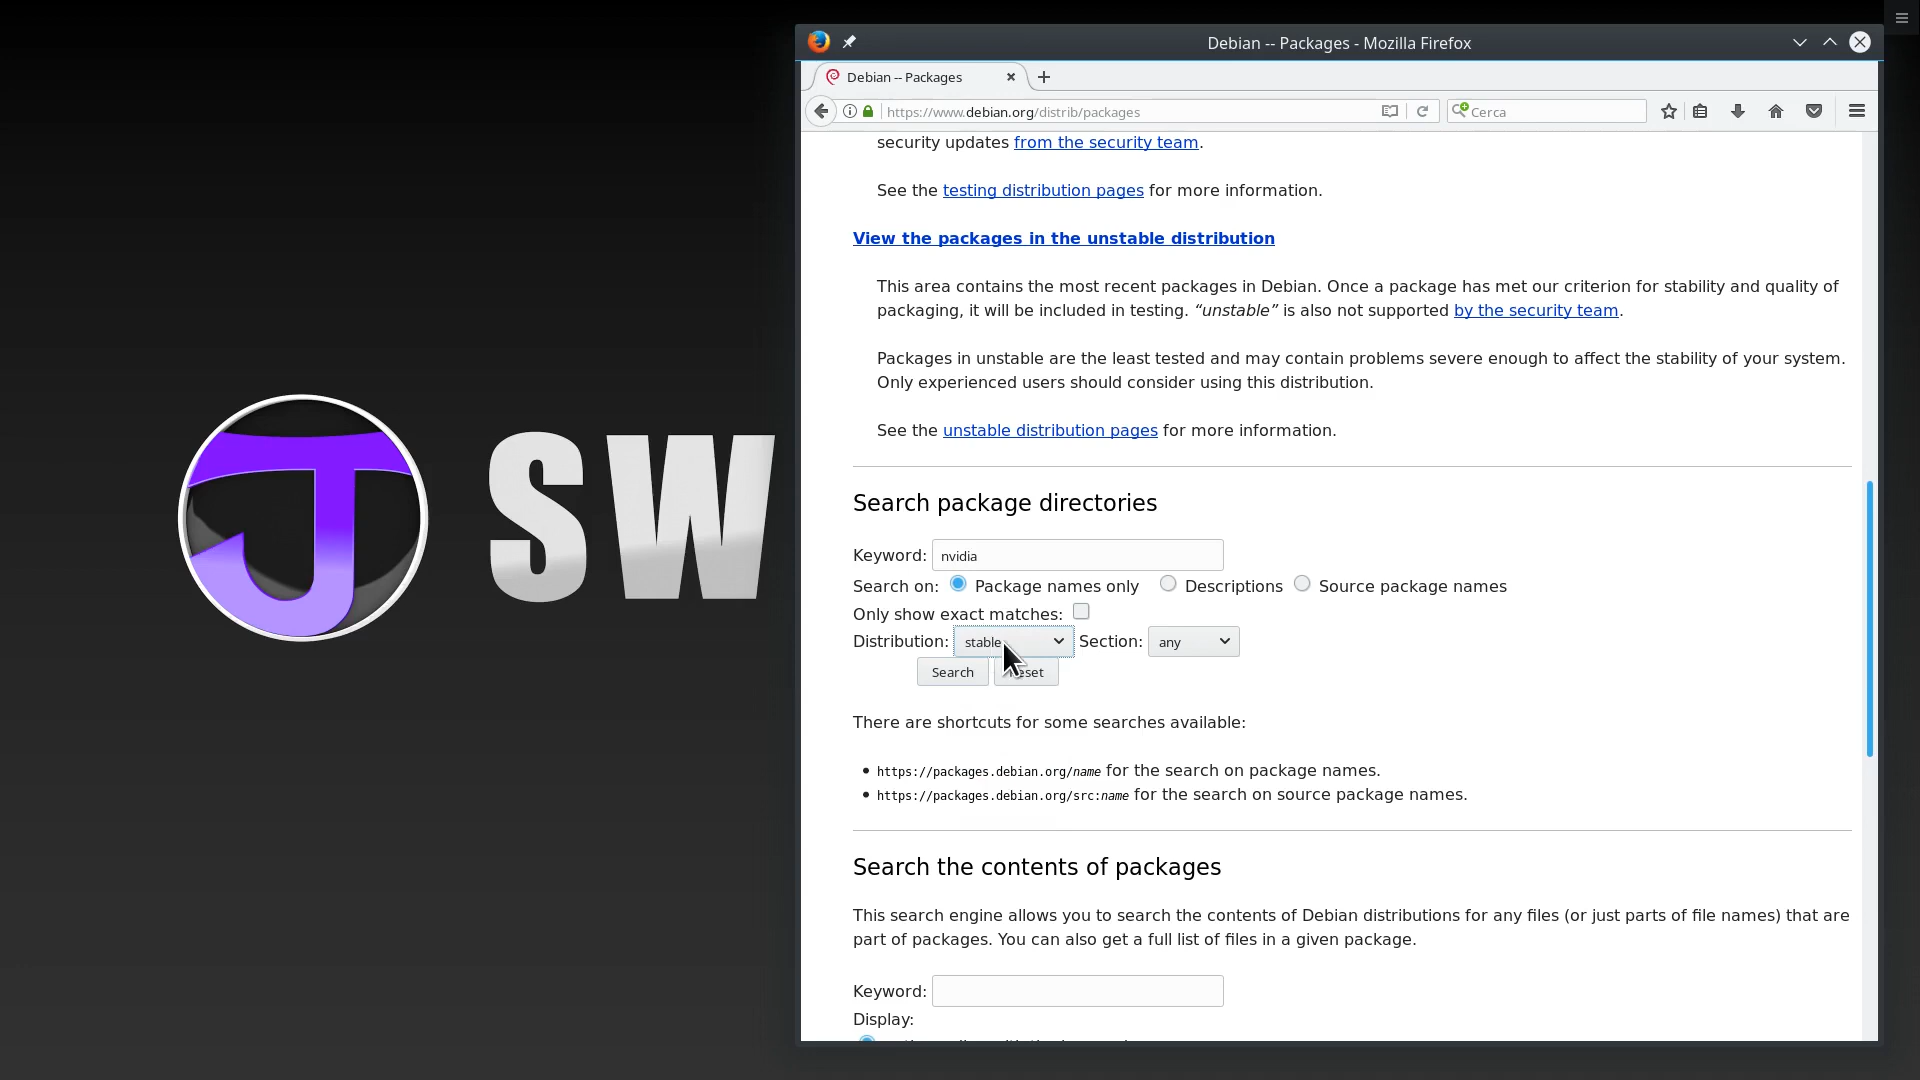 Debian -- Packages - Mozilla Firefox
Debian -- Packages
https://www.debian.org/distrib/packages
Cerca
security updates from the security team.
See the testing distribution pages for more information.
View the packages in the unstable distribution
This area contains the most recent packages in Debian. Once a package has met our criterion for stability and quality of
packaging, it will be included in testing. “unstable” is also not supported by the security team.
Packages in unstable are the least tested and may contain problems severe enough to affect the stability of your system.
Only experienced users should consider using this distribution.
See the unstable distribution pages for more information.
J SW
Search package directories
Keyword: nvidia
Search on: Package names only Descriptions Source package names
Only show exact matches:
Distribution: stable Section: any
Search Reset
There are shortcuts for some searches available:
https://packages.debian.org/name for the search on package names.
https://packages.debian.org/src:name for the search on source package names.
Search the contents of packages
This search engine allows you to search the contents of Debian distributions for any files (or just parts of file names) that are
part of packages. You can also get a full list of files in a given package.
Keyword:
Display: